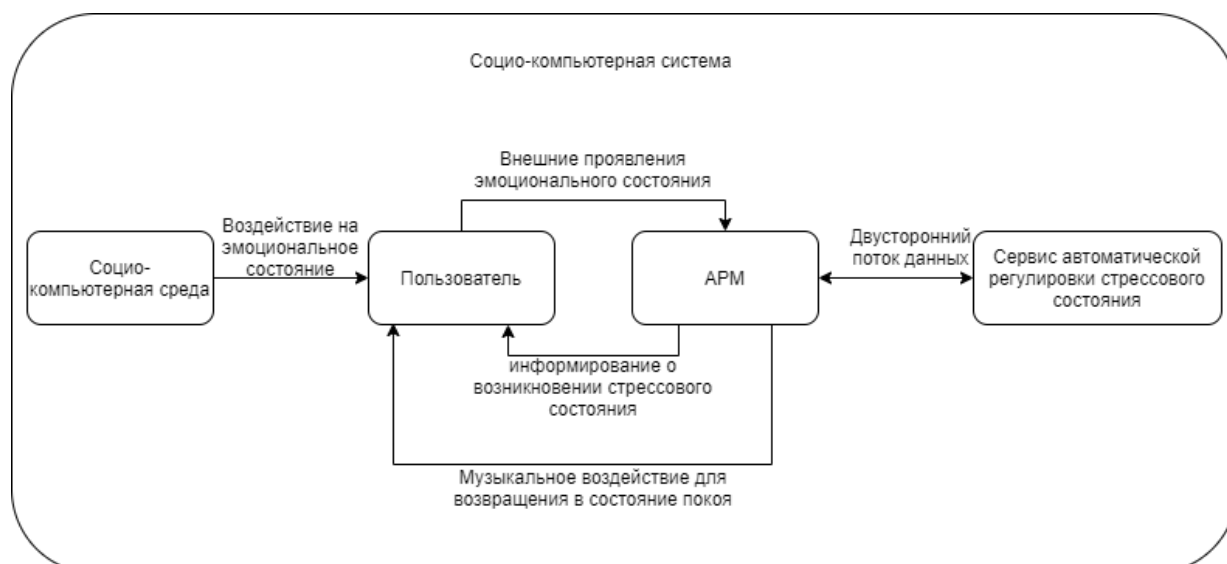 Социо-компьютерная система
Внешние проявления
эмоционального состояния
Воздействие на
эмоциональное
состояние
Двусторонний
поток данных
Социо-
компьютерная среда
Пользователь
АРМ
Сервис автоматической
регулировки стрессового
состояния
информирование о
возникновении стрессового
состояния
Музыкальное воздействие для
возвращения в состояние покоя